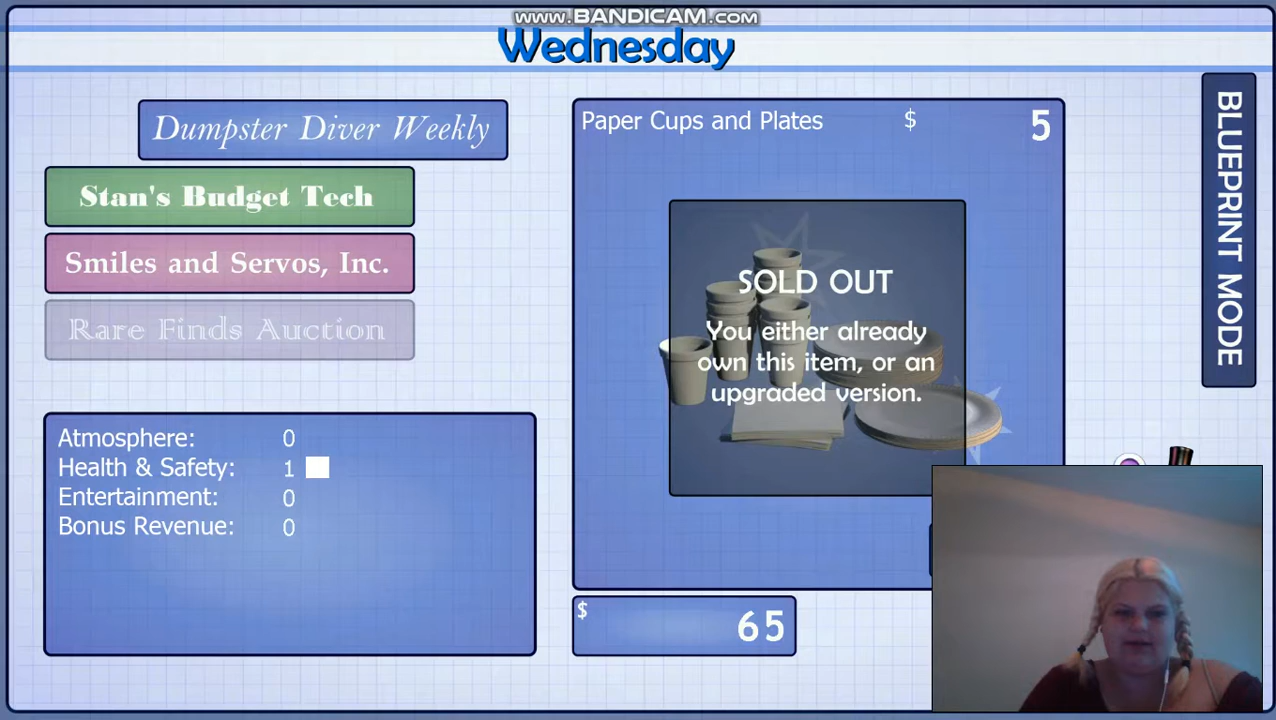 www.BANDICAM.com
Wednesday
Dumpster Diver Weekly
Stan's Budget Tech
Smiles and Servos, Inc.
Rare Finds Auction
Atmosphere: 0
Health & Safety: 1
Entertainment: 0
Bonus Revenue: 0
Paper Cups and Plates $ 5
SOLD OUT
You either already
own this item, or an
upgraded version.
$ 65
BLUEPRINT MODE